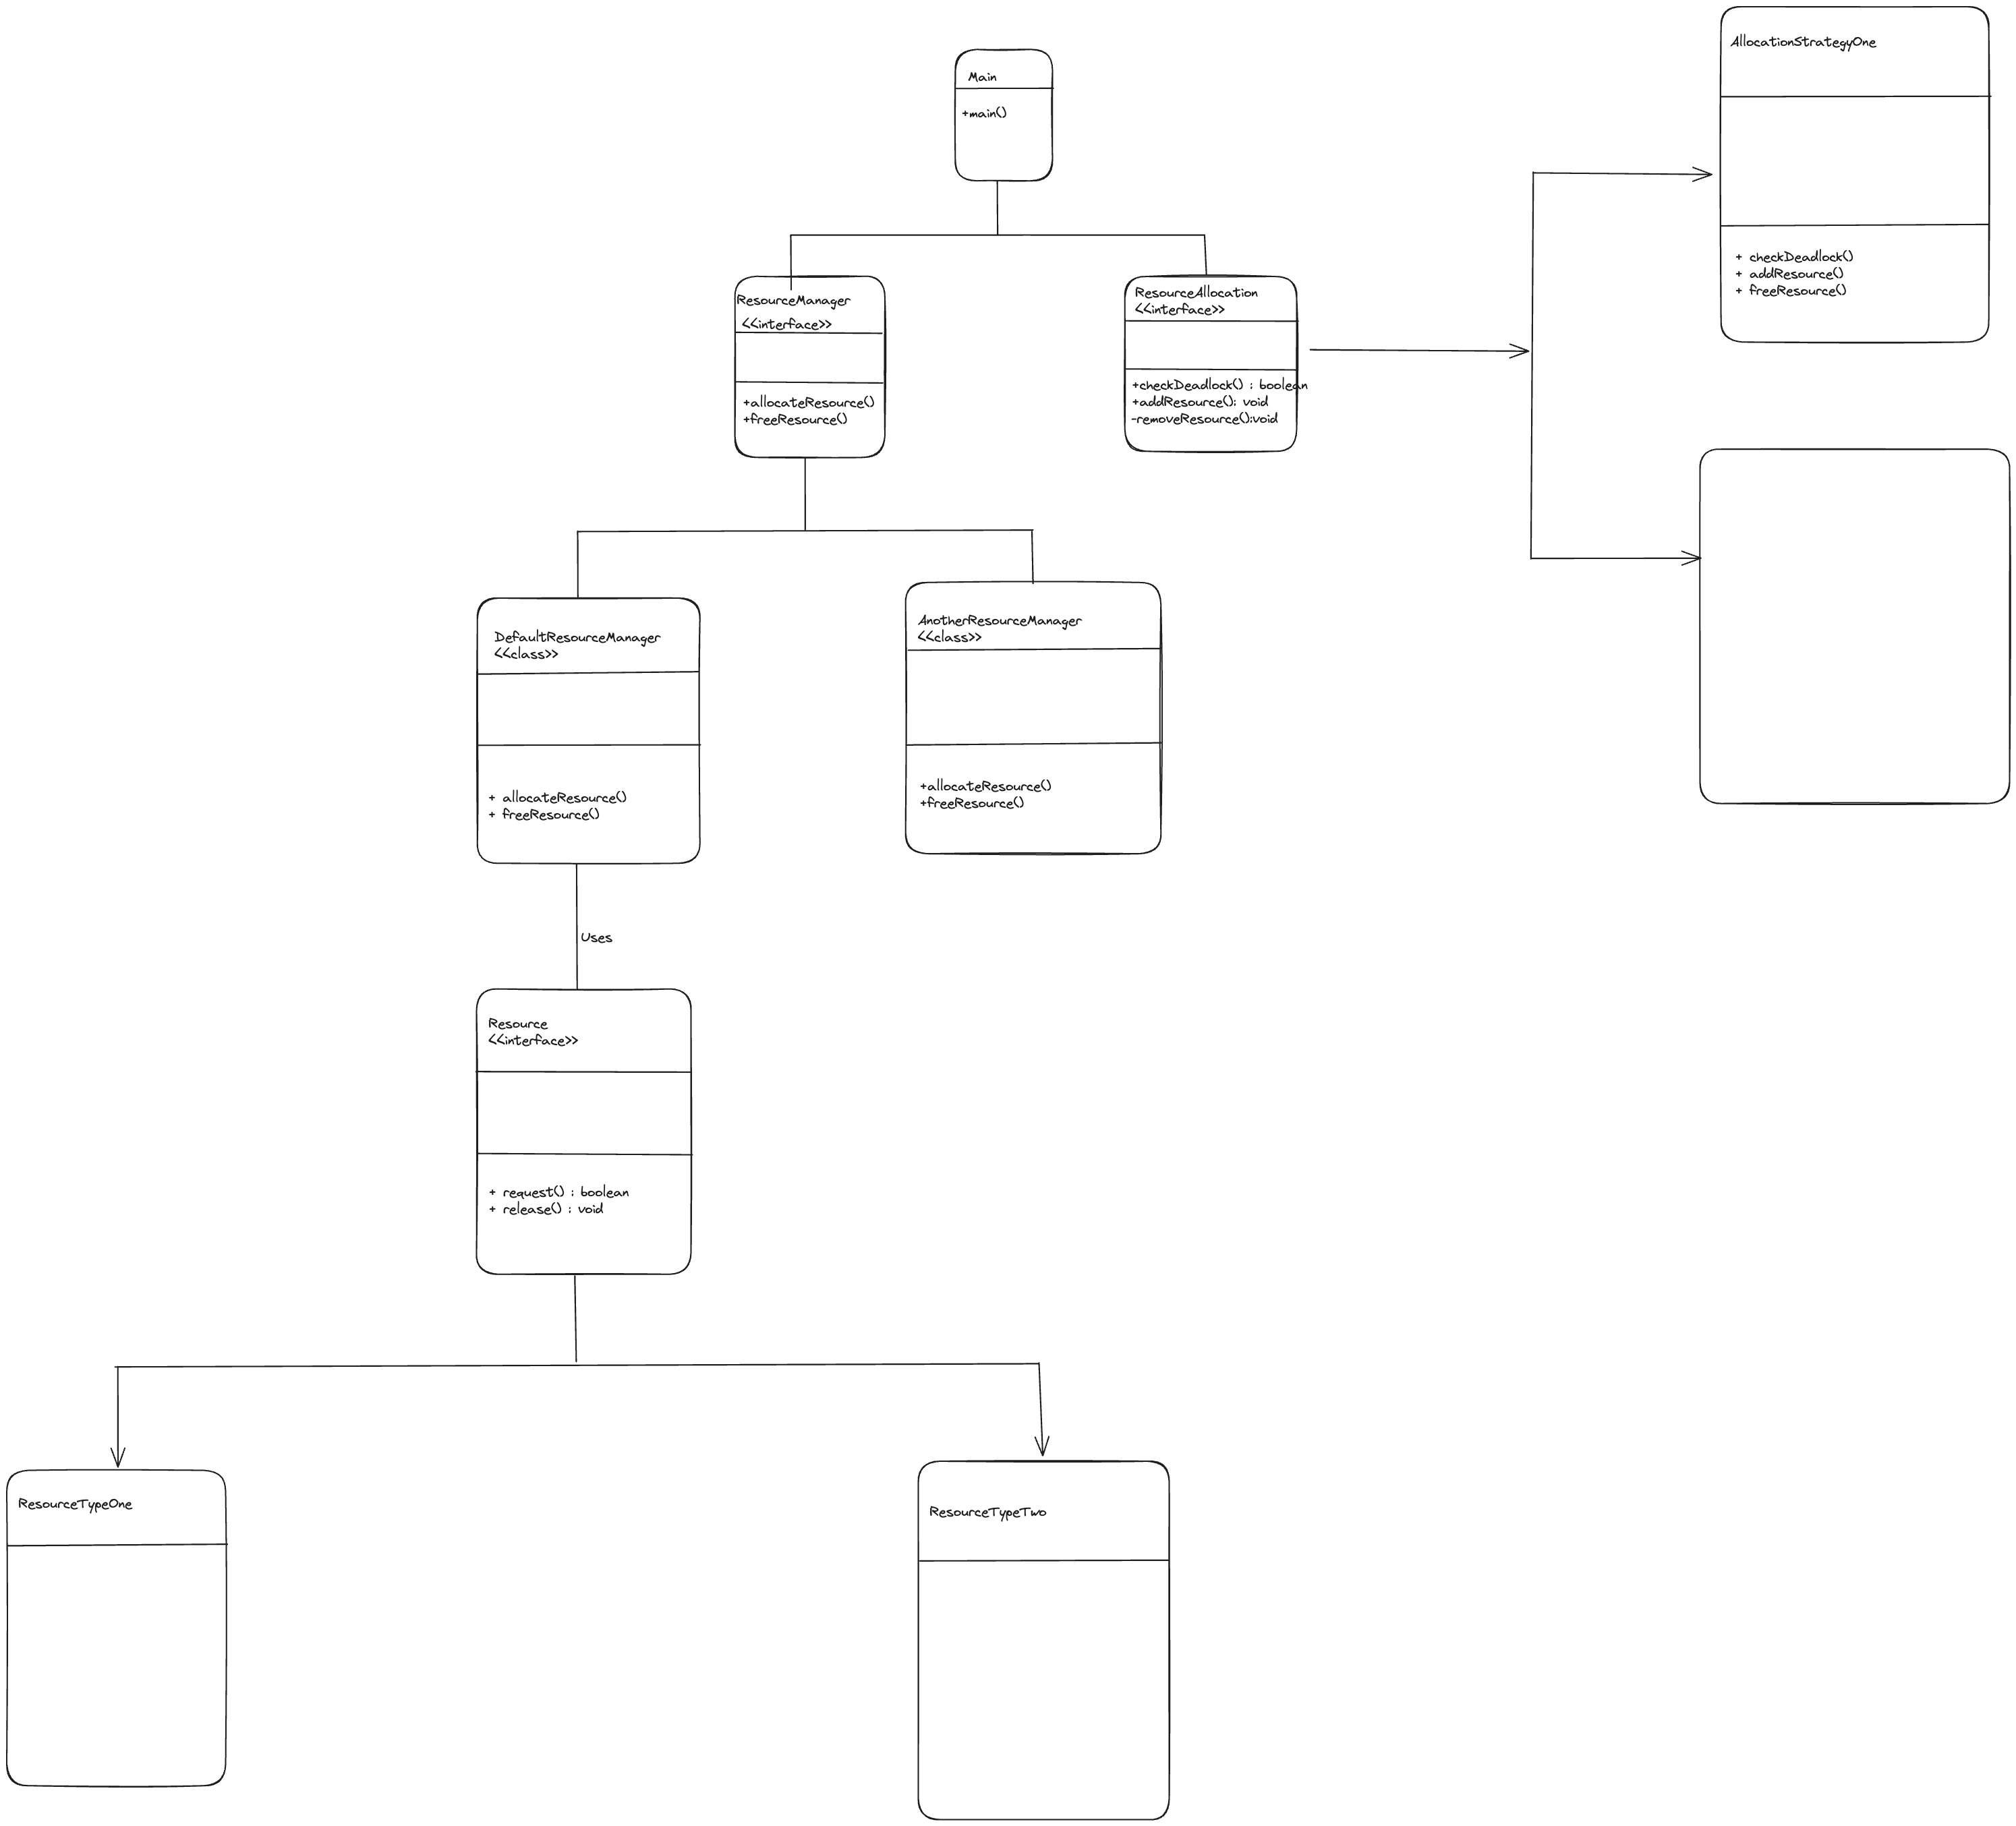 AllocationStrategyOne
+ checkDeadlock()
+ addResource()
+ freeResource()
Main
+main()
ResourceManager
<<interface>>
+allocateResource()
+freeResource()
ResourceAllocation
<<interface>>
+checkDeadlock() : boolean
+addResource(): void
-removeResource():void
DefaultResourceManager
<<class>>
+ allocateResource()
+ freeResource()
AnotherResourceManager
<<class>>
+allocateResource()
+freeResource()
Uses
Resource
<<interface>>
+ request() : boolean
+ release() : void
ResourceTypeOne
ResourceTypeTwo